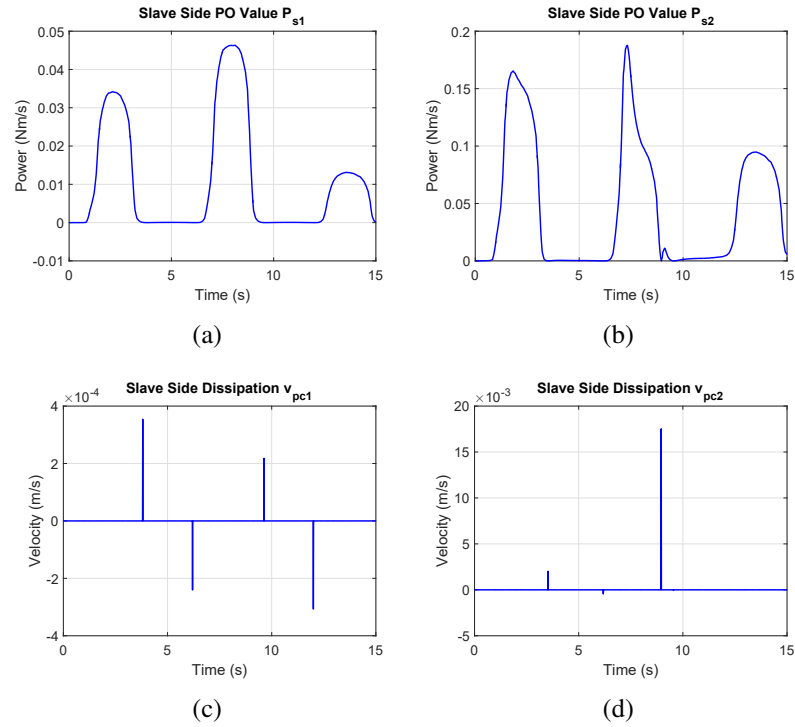 Slave Side PO Value P_s1
0.05
0.04
0.03
0.02
0.01
0
-0.01
Power (Nm/s)
0
5
10
15
Time (s)
(a)
Slave Side PO Value P_s2
0.2
0.15
0.1
0.05
0
Power (Nm/s)
0
5
10
15
Time (s)
(b)
Slave Side Dissipation v_pc1
×10^-4
4
2
0
-2
-4
Velocity (m/s)
0
5
10
15
Time (s)
(c)
Slave Side Dissipation v_pc2
×10^-3
20
15
10
5
0
-5
Velocity (m/s)
0
5
10
15
Time (s)
(d)